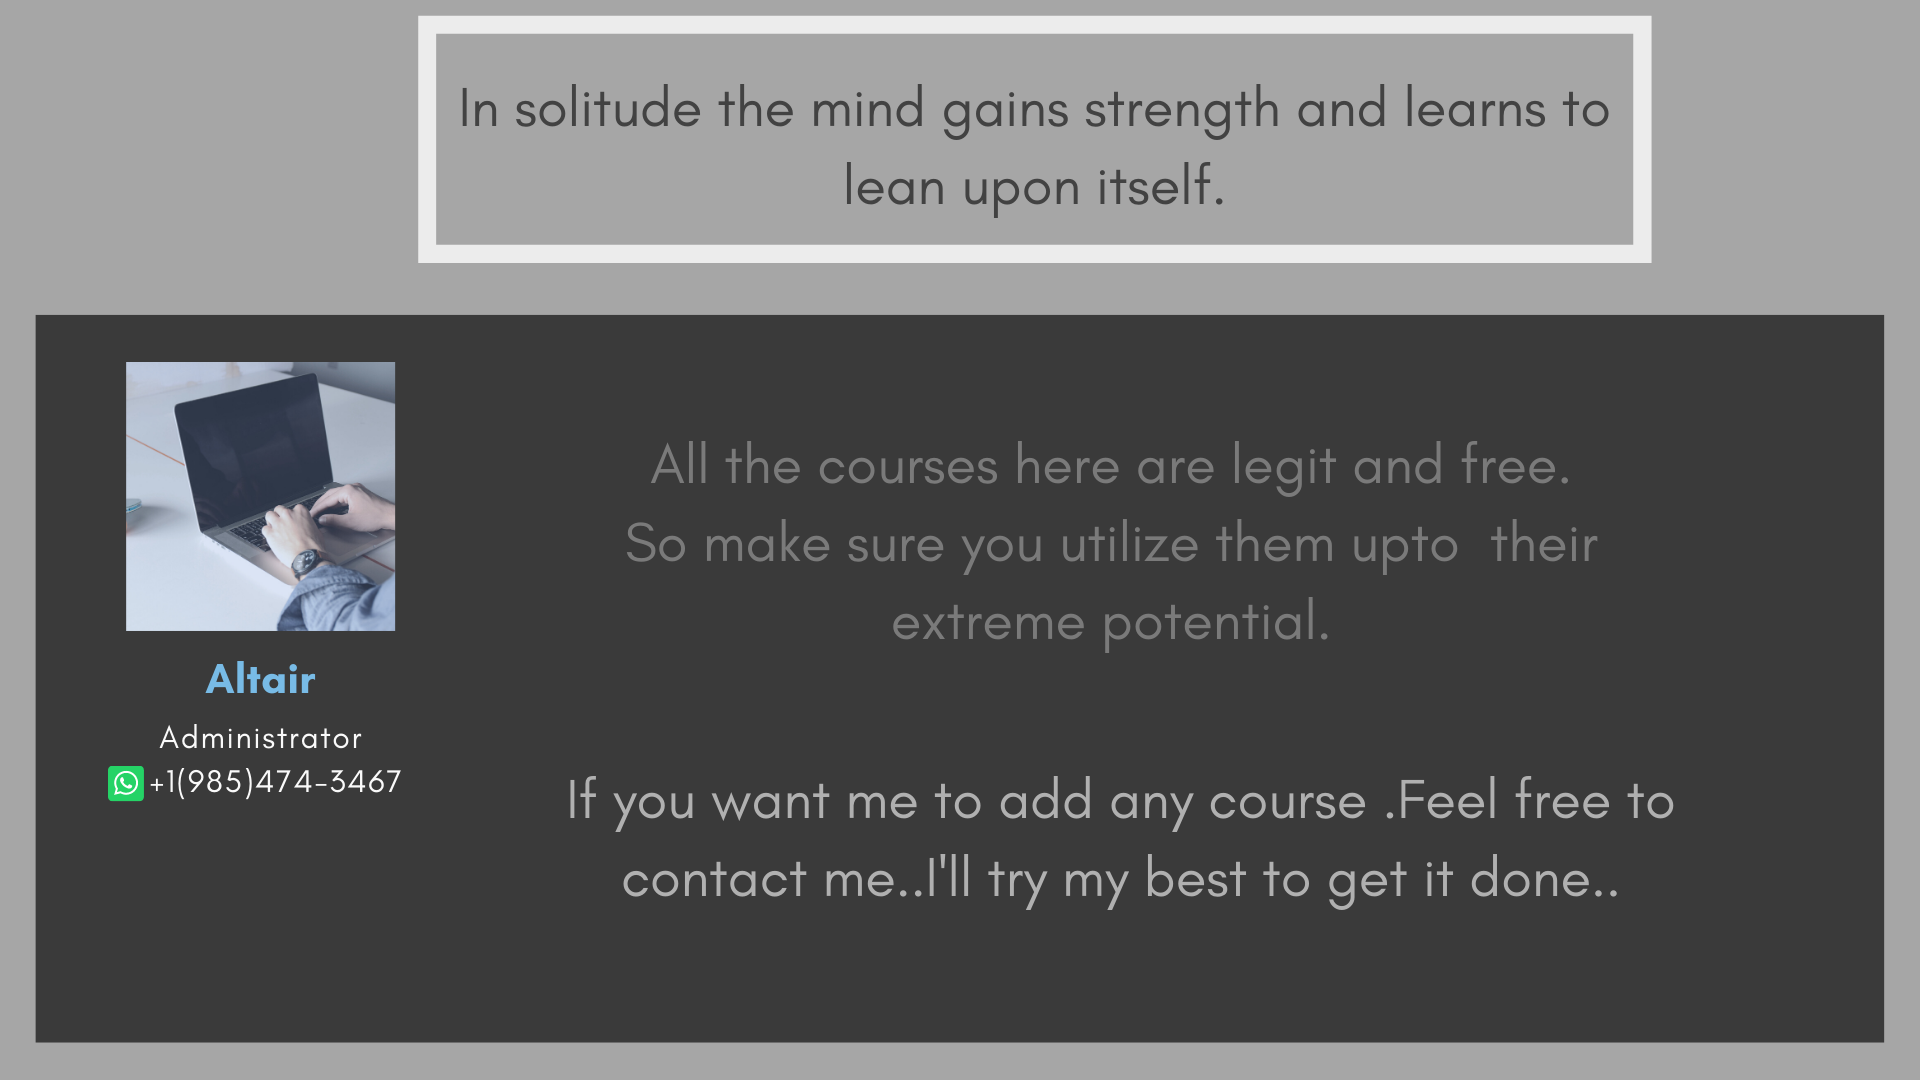 In solitude the mind gains strength and learns to
lean upon itself.
Altair
Administrator
+1(985)474-3467
All the courses here are legit and free.
So make sure you utilize them upto  their
extreme potential.
If you want me to add any course .Feel free to
contact me..I'll try my best to get it done..